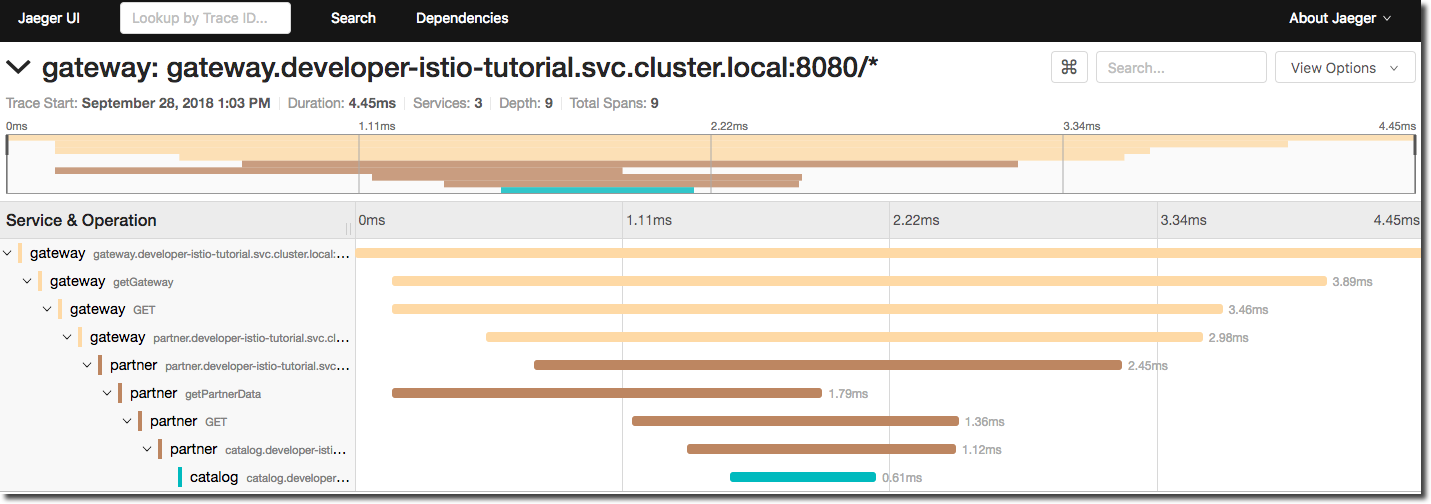 Jaeger UI Lookup by Trace ID... Search Dependencies About Jaeger
gateway: gateway.developer-istio-tutorial.svc.cluster.local:8080/* ⌘ Search... View Options
Trace Start: September 28, 2018 1:03 PM Duration: 4.45ms Services: 3 Depth: 9 Total Spans: 9
0ms 1.11ms 2.22ms 3.34ms 4.45ms
Service & Operation 0ms 1.11ms 2.22ms 3.34ms 4.45ms
gateway gateway.developer-istio-tutorial.svc.cluster.local:...
gateway getGateway 3.89ms
gateway GET 3.46ms
gateway partner.developer-istio-tutorial.svc.cl... 2.98ms
partner partner.developer-istio-tutorial.svc... 2.45ms
partner getPartnerData 1.79ms
partner GET 1.36ms
partner catalog.developer-isti... 1.12ms
catalog catalog.developer... 0.61ms